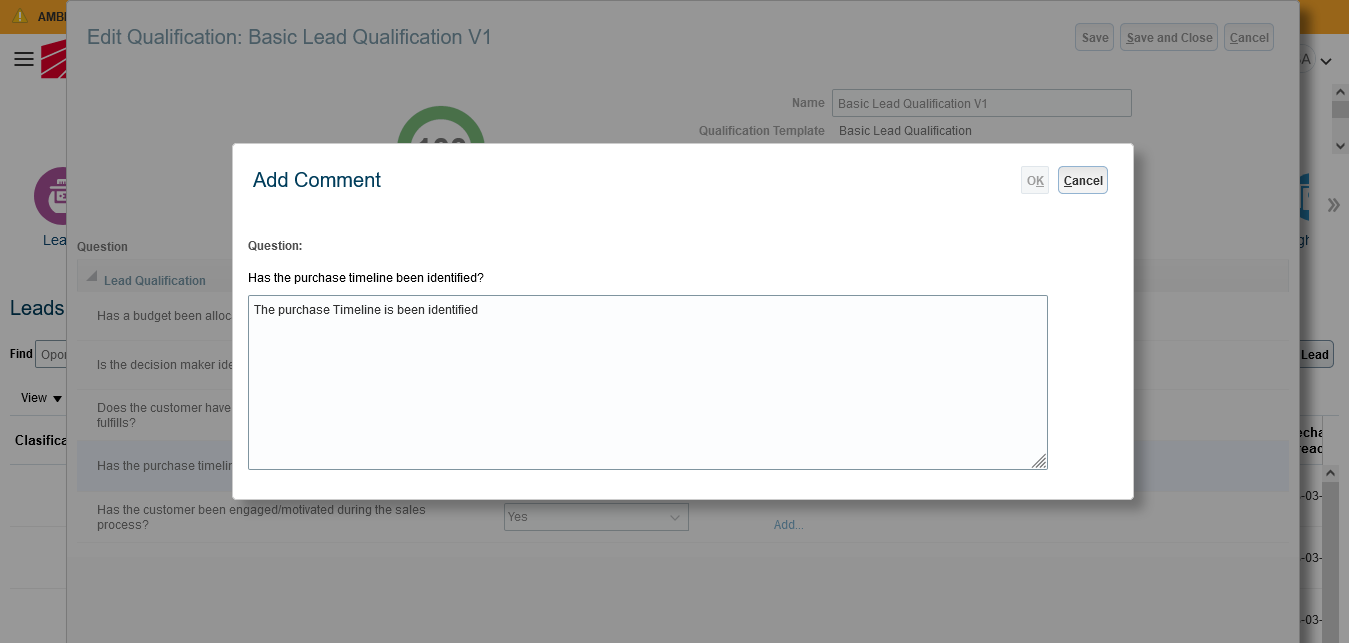 AMBI
Edit Qualification: Basic Lead Qualification V1
Save
Save and Close
Cancel
A
Name
Basic Lead Qualification V1
Qualification Template
Basic Lead Qualification
Add Comment
OK
Cancel
Lea
Question
Question:
Has the purchase timeline been identified?
Lead Qualification
The purchase Timeline is been identified
Leads
Has a budget been alloc
Find
Opor
Is the decision maker ide
Lead
View
Does the customer have
fulfills?
Clasifica
echa
reac
Has the purchase timelin
-03-
Has the customer been engaged/motivated during the sales
process?
Yes
Add...
-03-
-03-